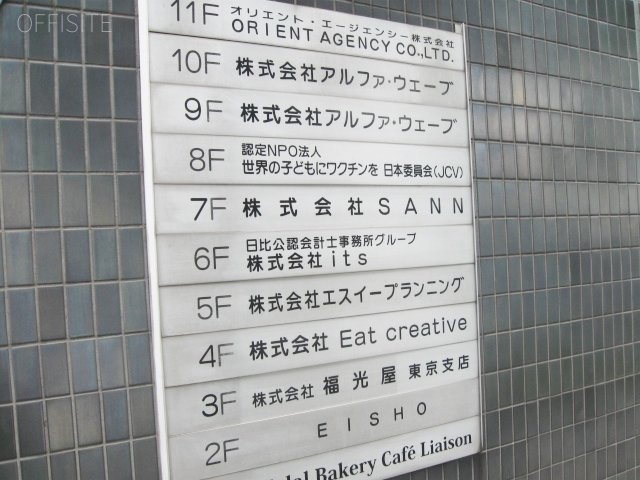 OFFISITE
11F オリエント・エージェンシー株式会社
ORIENT AGENCY CO.,LTD.
10F 株式会社アルファ・ウェーブ
9F 株式会社アルファ・ウェーブ
8F 認定NPO法人
世界の子どもにワクチンを 日本委員会(JCV)
7F 株式会社SANN
6F 日比公認会計士事務所グループ
株式会社its
5F 株式会社エスイープランニング
4F 株式会社 Eat creative
3F 株式会社 福光屋 東京支店
2F EISHO
Bakery Café Liaison